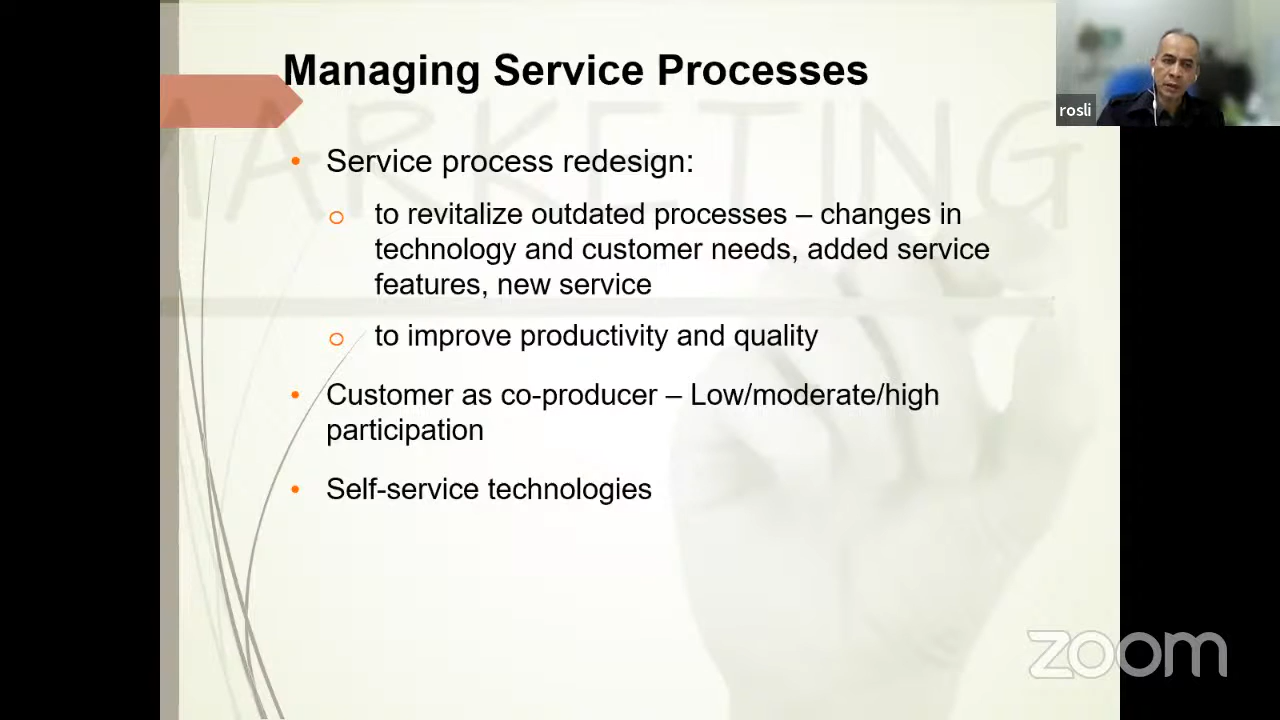 Managing Service Processes
rosli
MARKETING
• Service process redesign:
o to revitalize outdated processes – changes in
technology and customer needs, added service
features, new service
o to improve productivity and quality
• Customer as co-producer – Low/moderate/high
participation
• Self-service technologies
zoom